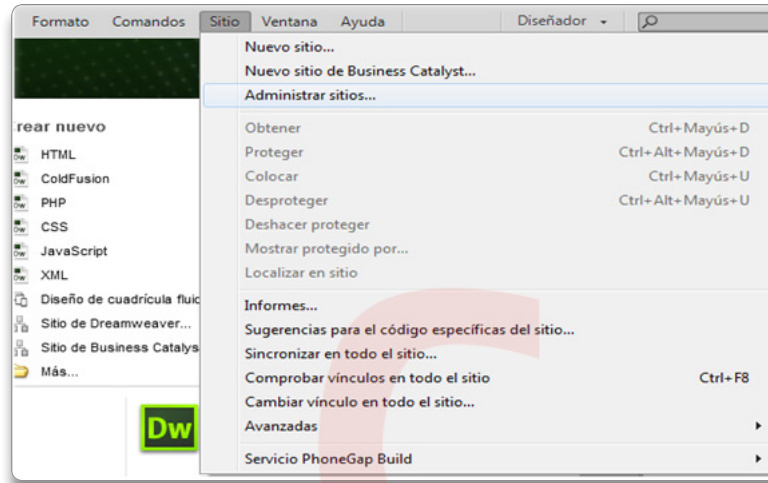 Formato Comandos Sitio Ventana Ayuda Diseñador
Nuevo sitio...
Nuevo sitio de Business Catalyst...
Administrar sitios...
Obtener Ctrl+Mayús+D
Proteger Ctrl+Alt+Mayús+D
Colocar Ctrl+Mayús+U
Desproteger Ctrl+Alt+Mayús+U
Deshacer proteger
Mostrar protegido por...
Localizar en sitio
Informes...
Sugerencias para el código específicas del sitio...
Sincronizar en todo el sitio...
Comprobar vínculos en todo el sitio Ctrl+F8
Cambiar vínculo en todo el sitio...
Avanzadas
Servicio PhoneGap Build
rear nuevo
HTML
ColdFusion
PHP
CSS
JavaScript
XML
Diseño de cuadrícula fluid
Sitio de Dreamweaver...
Sitio de Business Catalys
Más...
Dw